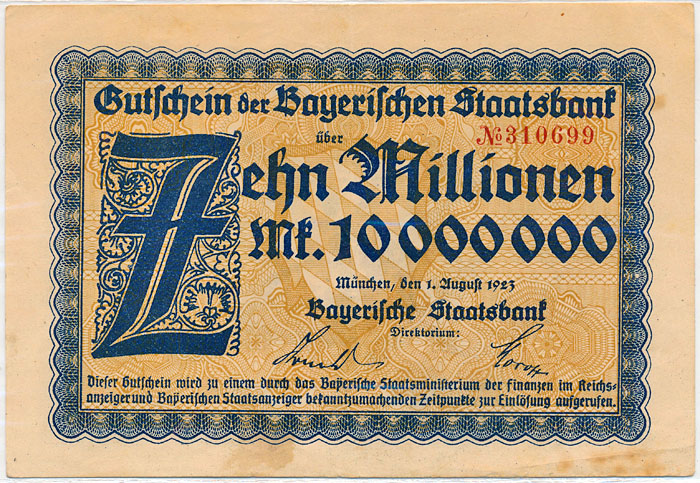 Gutschein der Bayerischen Staatsbank
über
№310699
Zehn Millionen
Mk. 10 000 000
München, den 1. August 1923
Bayerische Staatsbank
Direktorium:
Dieser Gutschein wird zu einem durch das Bayerische Staatsministerium der Finanzen im Reichs-
anzeiger und Bayerischen Staatsanzeiger bekanntzumachenden Zeitpunkte zur Einlösung aufgerufen.